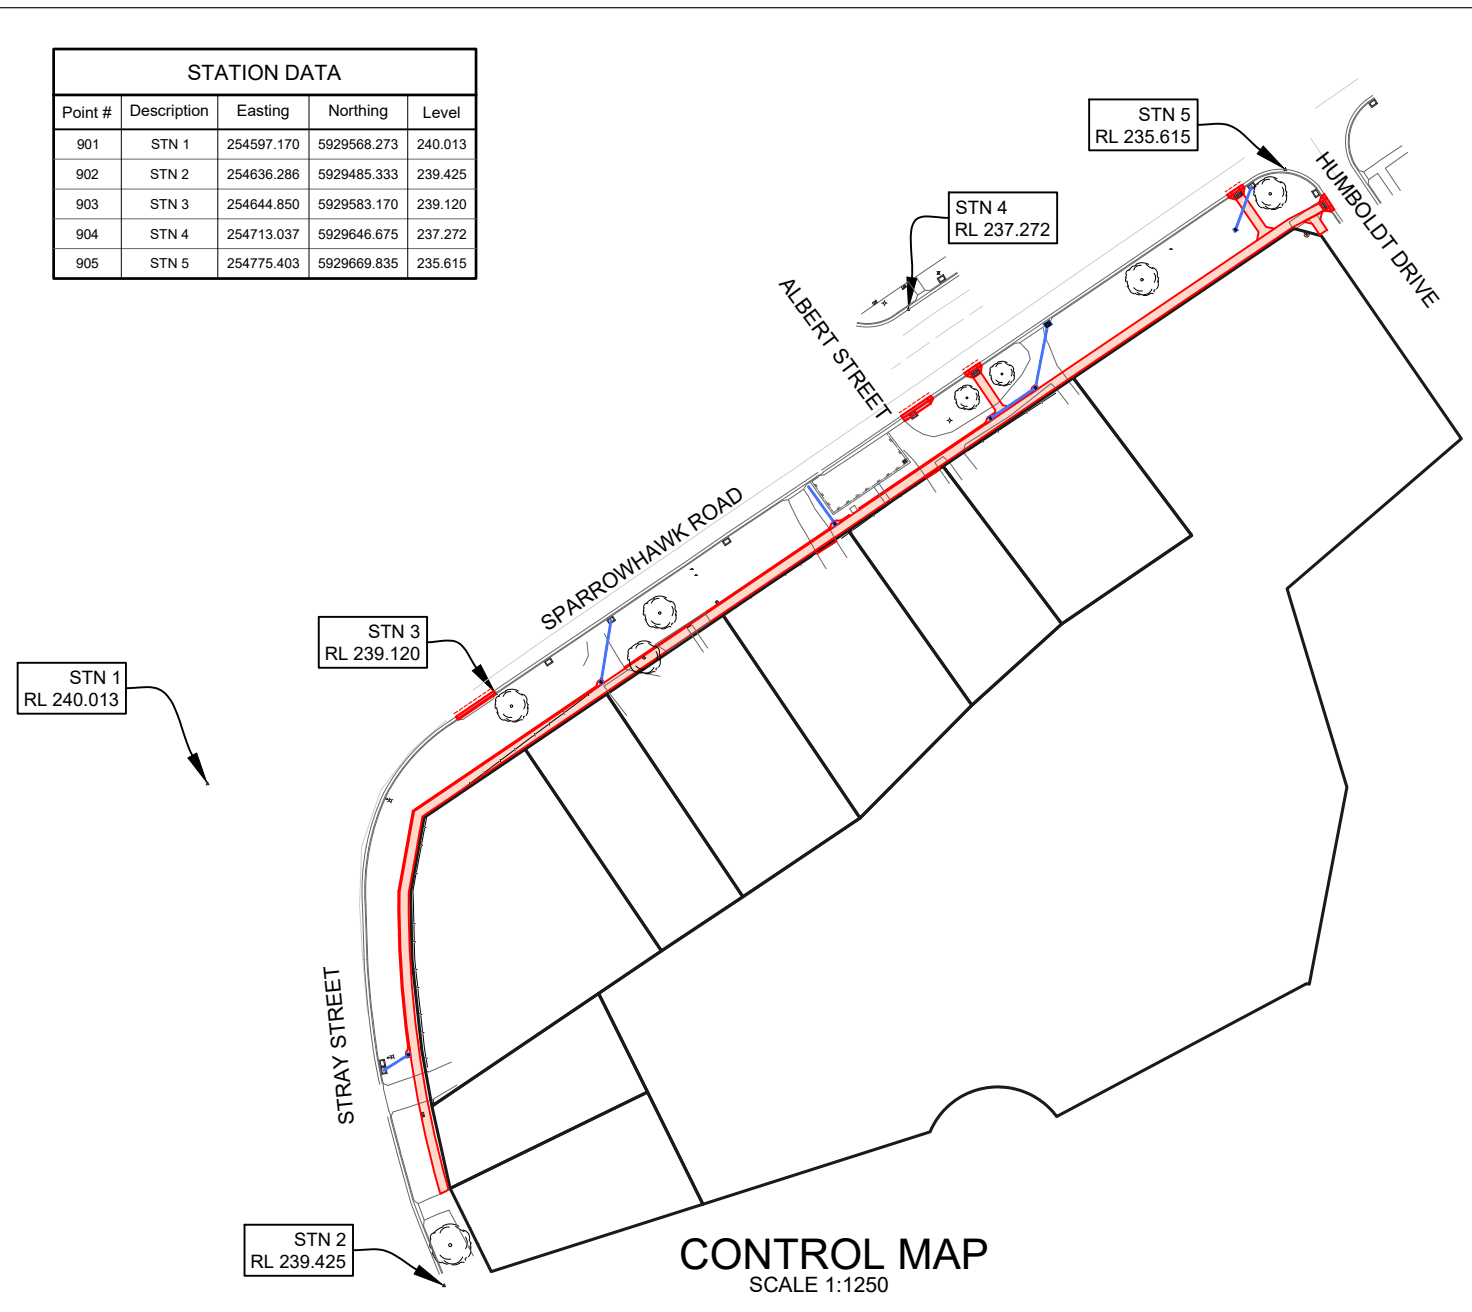 STATION DATA
Point # Description Easting Northing Level
901 STN 1 254597.170 5929568.273 240.013
902 STN 2 254636.286 5929485.333 239.425
903 STN 3 254644.850 5929583.170 239.120
904 STN 4 254713.037 5929646.675 237.272
905 STN 5 254775.403 5929669.835 235.615
STN 5
RL 235.615
HUMBOLDT DRIVE
STN 4
RL 237.272
ALBERT STREET
SPARROWHAWK ROAD
STN 3
RL 239.120
STN 1
RL 240.013
STRAY STREET
STN 2
RL 239.425
CONTROL MAP
SCALE 1:1250